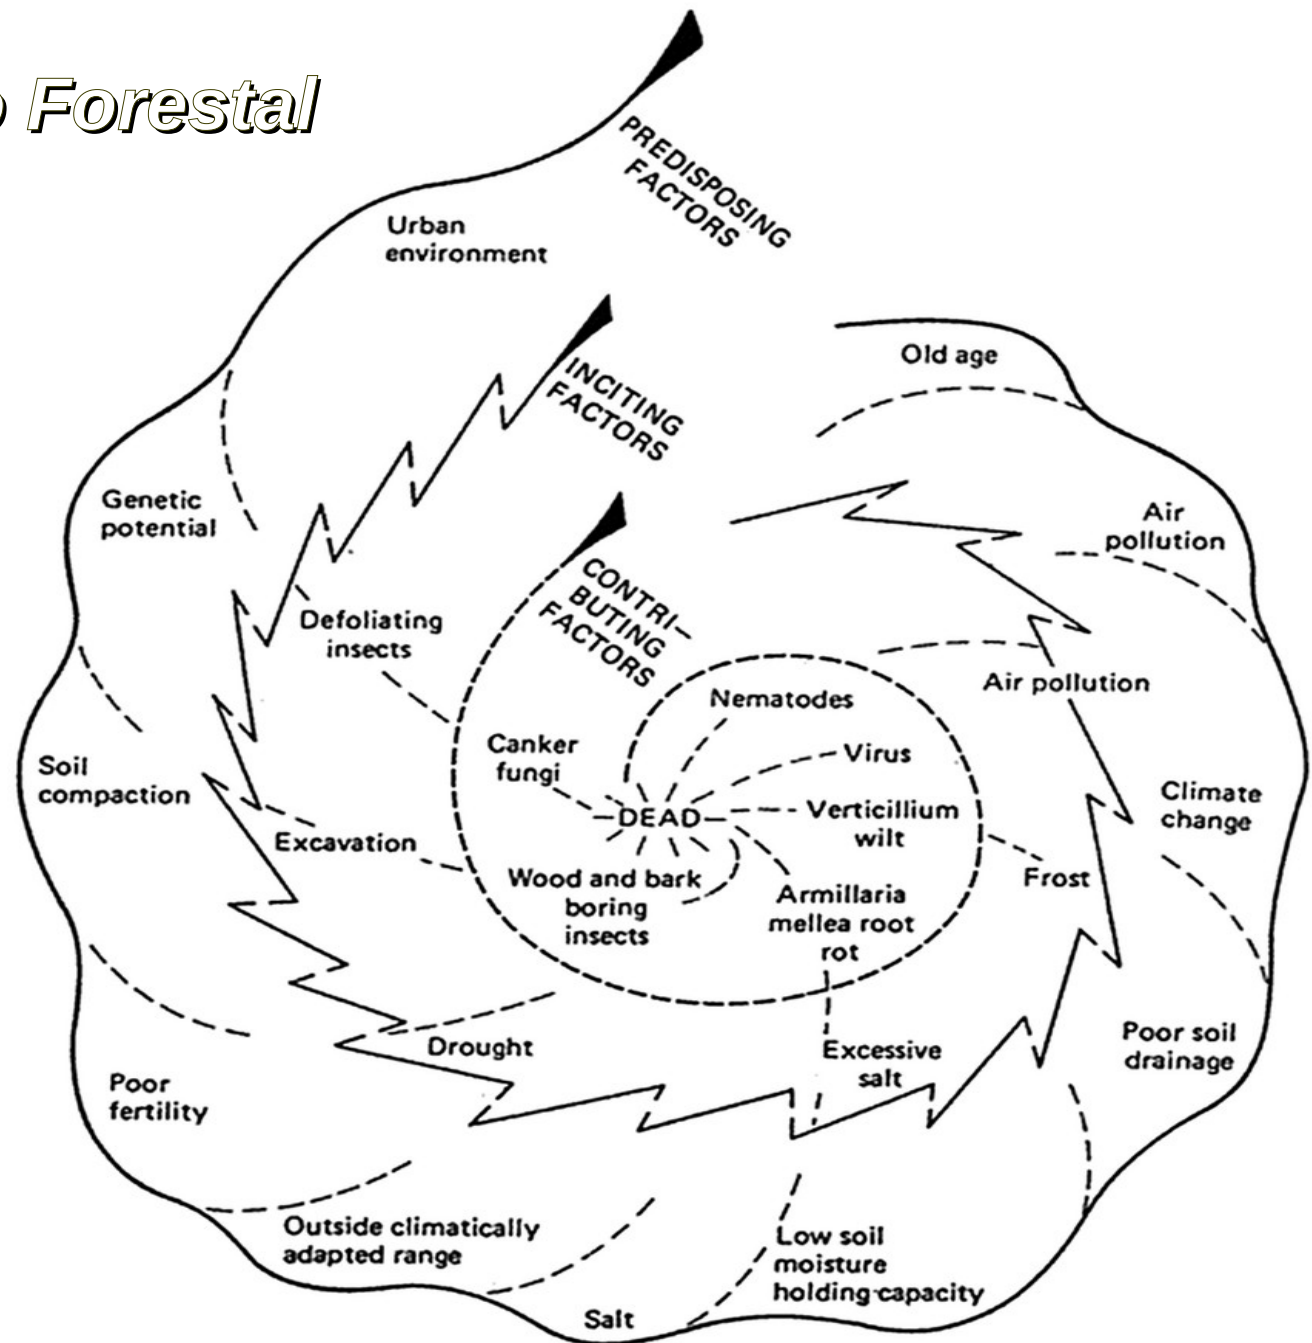 Forestal
PREDISPOSING
FACTORS
Urban
environment
INCITING
FACTORS
Old age
Genetic
potential
Air
pollution
CONTRI–
BUTING
FACTORS
Defoliating
insects
Air pollution
Nematodes
Canker
fungi
Virus
Soil
compaction
Climate
change
–DEAD–
Verticillium
wilt
Excavation
Wood and bark
boring
insects
Armillaria
mellea root
rot
Frost
Drought
Excessive
salt
Poor soil
drainage
Poor
fertility
Outside climatically
adapted range
Low soil
moisture
holding capacity
Salt